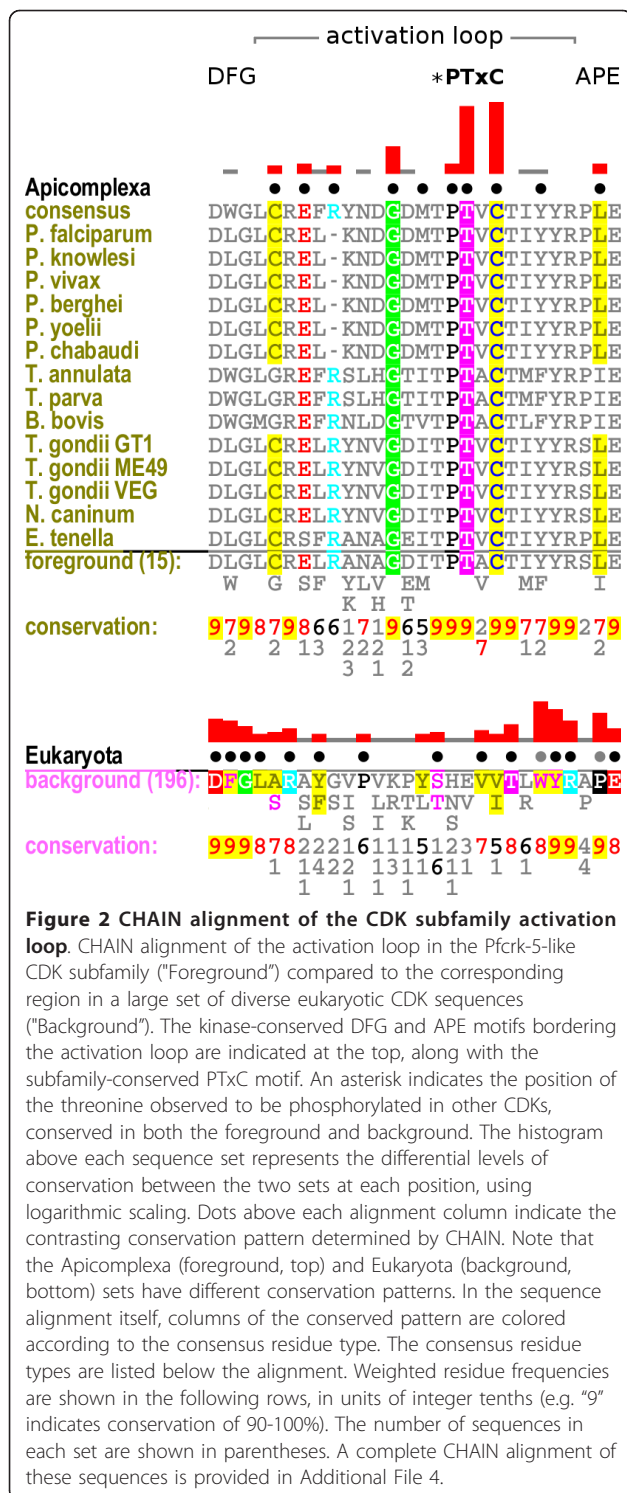 activation loop
DFG *PTxC APE
Apicomplexa
consensus DWGLCREFRYNDGDMTPTVCTIYYRPLE
P. falciparum DLGLCREL-KNDGDMTPTVCTIYYRPLE
P. knowlesi DLGLCREL-KNDGDMTPTVCTIYYRPLE
P. vivax DLGLCREL-KNDGDMTPTVCTIYYRPLE
P. berghei DLGLCREL-KNDGDMTPTVCTIYYRPLE
P. yoelii DLGLCREL-KNDGDMTPTVCTIYYRPLE
P. chabaudi DLGLCREL-KNDGDMTPTVCTIYYRPLE
T. annulata DWGLGREFRSLHGTITPTACTMFYRPIE
T. parva DWGLGREFRSLHGTITPTACTMFYRPIE
B. bovis DWGMGREFRNLDGTVTPTACTLFYRPIE
T. gondii GT1 DLGLCRELRYNVGDITPTVCTIYYRSLE
T. gondii ME49 DLGLCRELRYNVGDITPTVCTIYYRSLE
T. gondii VEG DLGLCRELRYNVGDITPTVCTIYYRSLE
N. caninum DLGLCRELRYNVGDITPTVCTIYYRSLE
E. tenella DLGLCRSFRANAGEITPTACTIYYRPLE
foreground (15): DLGLCRELRANAGDITPTACTIYYRSLE
W G SF YLV EM V MF I
K H T
conservation: 9798798661719659992799779927 9
2 2 13 221 13 7 12 2
3 1 2
Eukaryota
background (196): DFGLARAYGVPVKPYSHEVVTLWYRAPE
S SFSI LRTLTNV I R P
L S I K S
conservation: 9998782221611151237586899498
Figure 2 CHAIN alignment of the CDK subfamily activation
loop. CHAIN alignment of the activation loop in the Pfcrk-5-like
CDK subfamily ("Foreground") compared to the corresponding
region in a large set of diverse eukaryotic CDK sequences
("Background"). The kinase-conserved DFG and APE motifs bordering
the activation loop are indicated at the top, along with the
subfamily-conserved PTxC motif. An asterisk indicates the position of
the threonine observed to be phosphorylated in other CDKs,
conserved in both the foreground and background. The histogram
above each sequence set represents the differential levels of
conservation between the two sets at each position, using
logarithmic scaling. Dots above each alignment column indicate the
contrasting conservation pattern determined by CHAIN. Note that
the Apicomplexa (foreground, top) and Eukaryota (background,
bottom) sets have different conservation patterns. In the sequence
alignment itself, columns of the conserved pattern are colored
according to the consensus residue type. The consensus residue
types are listed below the alignment. Weighted residue frequencies
are shown in the following rows, in units of integer tenths (e.g. "9"
indicates conservation of 90-100%). The number of sequences in
each set are shown in parentheses. A complete CHAIN alignment of
these sequences is provided in Additional File 4.